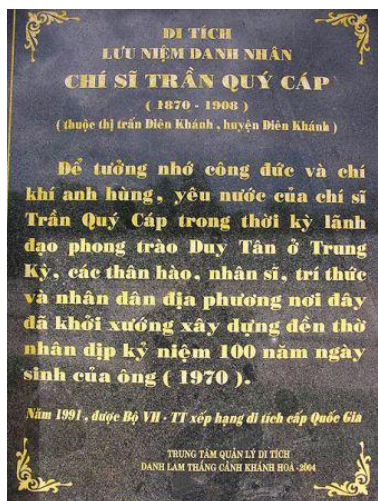 DI TÍCH
LƯU NIỆM DANH NHÂN
CHÍ SĨ TRẦN QUÝ CÁP
( 1870 - 1908 )
( thuộc thị trấn Diên Khánh , huyện Diên Khánh )
Để tưởng nhớ công đức và chí
khí anh hùng, yêu nước của chí sĩ
Trần Quý Cáp trong thời kỳ lãnh
đạo phong trào Duy Tân ở Trung
Kỳ, các thân hào, nhân sĩ, trí thức
và nhân dân địa phương nơi đây
đã khởi xướng xây dựng đền thờ
nhân dịp kỷ niệm 100 năm ngày
sinh của ông ( 1970 ).
Năm 1991 , được Bộ VH - TT xếp hạng di tích cấp Quốc Gia
TRUNG TÂM QUẢN LÝ DI TÍCH
DANH LAM THẮNG CẢNH KHÁNH HOÀ - 2004